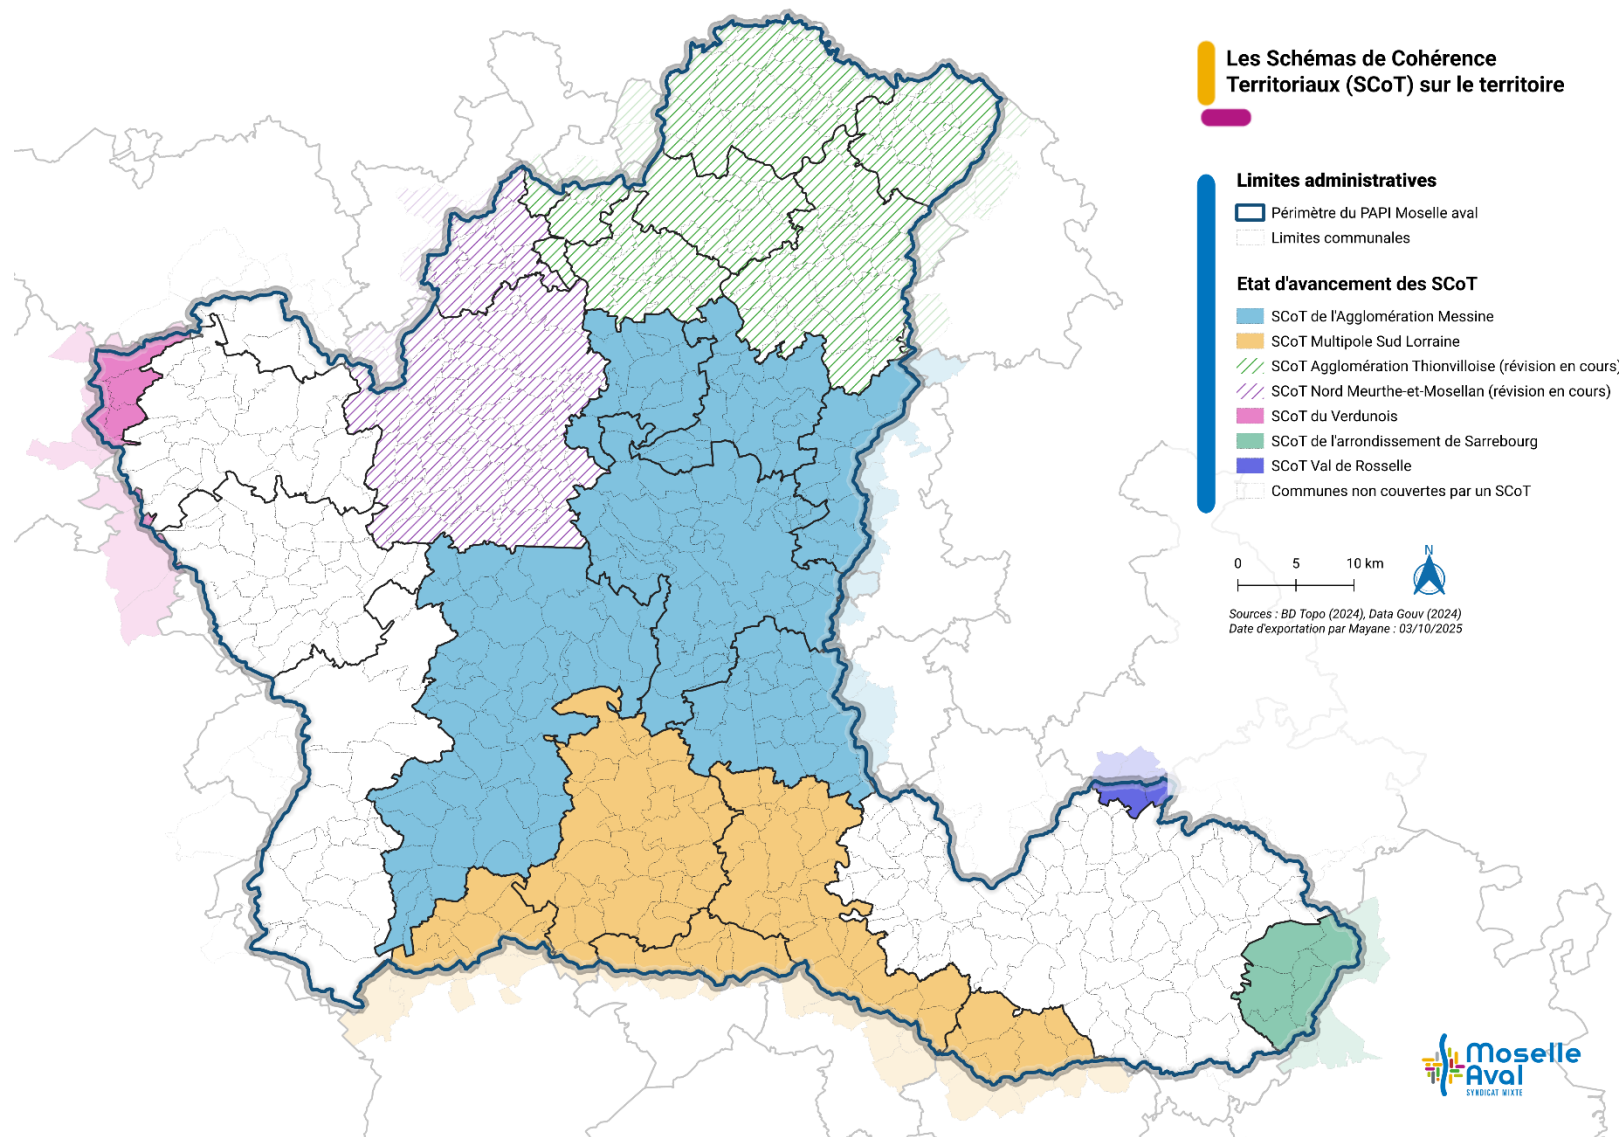 Les Schémas de Cohérence
Territoriaux (SCoT) sur le territoire
Limites administratives
Périmètre du PAPI Moselle aval
Limites communales
Etat d'avancement des SCoT
SCoT de l'Agglomération Messine
SCoT Multipole Sud Lorraine
SCoT Agglomération Thionvilloise (révision en cours)
SCoT Nord Meurthe-et-Mosellan (révision en cours)
SCoT du Verdunois
SCoT de l'arrondissement de Sarrebourg
SCoT Val de Rosselle
Communes non couvertes par un SCoT
0 5 10 km
N
Sources : BD Topo (2024), Data Gouv (2024)
Date d'exportation par Mayane : 03/10/2025
Moselle
Aval
SYNDICAT MIXTE